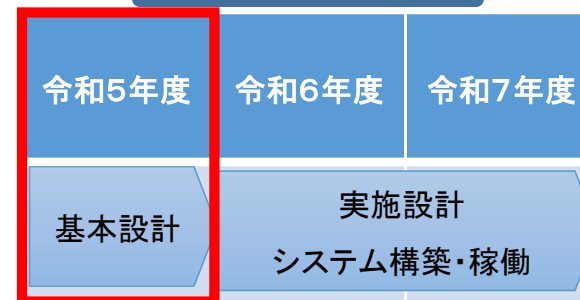 令和5年度
令和6年度
令和7年度
基本設計
実施設計
システム構築・稼働